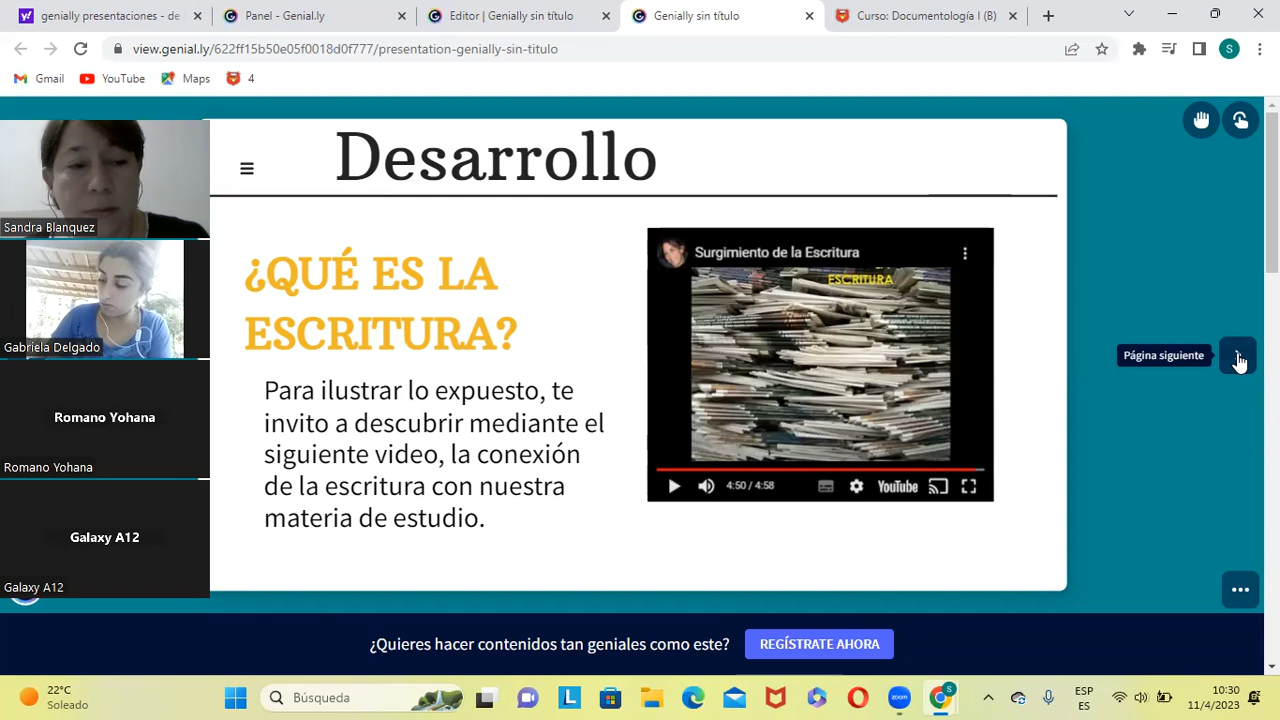 genially presentaciones - de
Panel - Genial.ly
Editor | Genially sin título
Genially sin título
Curso: Documentología I (B)
view.genial.ly/622ff15b50e05f0018d0f777/presentation-genially-sin-titulo
S
Gmail
YouTube
Maps
4
Desarrollo
Sandra Blanquez
Gabriela Delgado
Romano Yohana
Romano Yohana
Galaxy A12
Galaxy A12
¿QUÉ ES LA
ESCRITURA?
Para ilustrar lo expuesto, te
invito a descubrir mediante el
siguiente video, la conexión
de la escritura con nuestra
materia de estudio.
Surgimiento de la Escritura
ESCRITURA
4:50 / 4:58
YouTube
Página siguiente
¿Quieres hacer contenidos tan geniales como este?
REGÍSTRATE AHORA
22°C
Soleado
Búsqueda
L
zoom
S
ESP
ES
10:30
11/4/2023